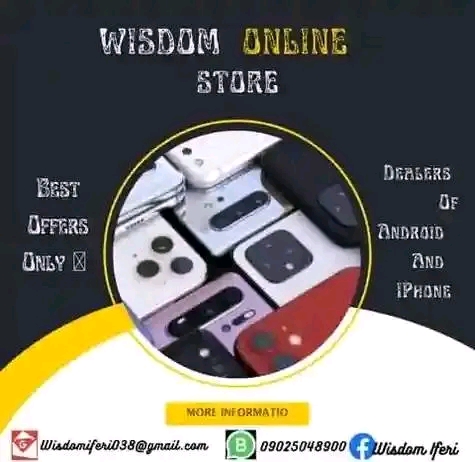 WISDOM ONLINE
STORE
BEST
OFFERS
ONLY
DEALERS
OF
ANDROID
AND
IPHONE
MORE INFORMATIO
Wisdomiferi038@gmail.com 09025048900 Wisdom Iferi